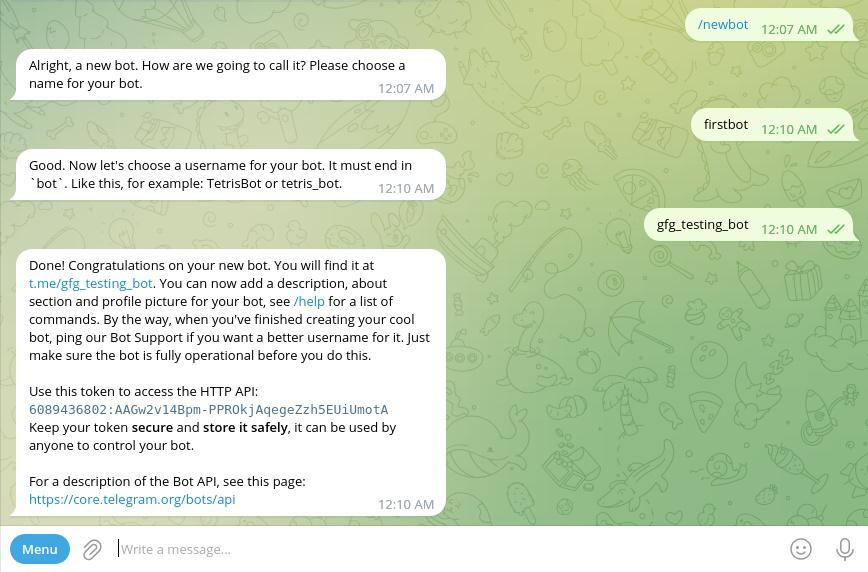 /newbot 12:07 AM
Alright, a new bot. How are we going to call it? Please choose a
name for your bot. 12:07 AM
firstbot 12:10 AM
Good. Now let's choose a username for your bot. It must end in
`bot`. Like this, for example: TetrisBot or tetris_bot. 12:10 AM
gfg_testing_bot 12:10 AM
Done! Congratulations on your new bot. You will find it at
t.me/gfg_testing_bot. You can now add a description, about
section and profile picture for your bot, see /help for a list of
commands. By the way, when you've finished creating your cool
bot, ping our Bot Support if you want a better username for it. Just
make sure the bot is fully operational before you do this.
Use this token to access the HTTP API:
6089436802:AAGw2v14Bpm-PPROkjAqegeZzh5EUiUmotA
Keep your token secure and store it safely, it can be used by
anyone to control your bot.
For a description of the Bot API, see this page:
https://core.telegram.org/bots/api 12:10 AM
Menu Write a message...